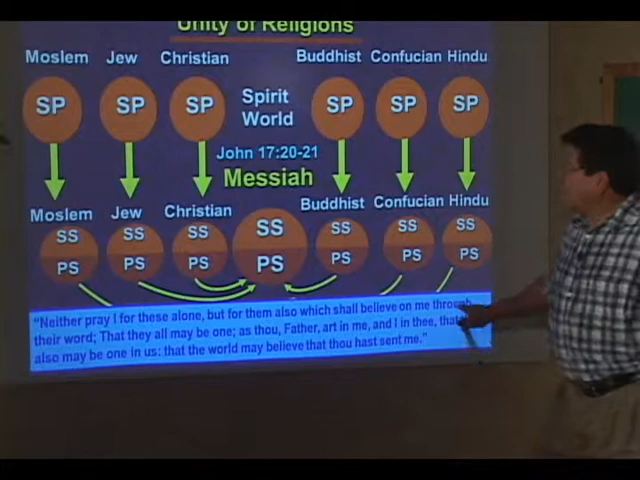 Unity of Religions
Moslem Jew Christian Buddhist Confucian Hindu
SP SP SP Spirit World SP SP SP
John 17:20-21
Messiah
Moslem Jew Christian Buddhist Confucian Hindu
SS SS SS SS SS SS SS
PS PS PS PS PS PS PS
"Neither pray I for these alone, but for them also which shall believe on me through
their word; That they all may be one; as thou, Father, art in me, and I in thee, that
also may be one in us: that the world may believe that thou hast sent me."